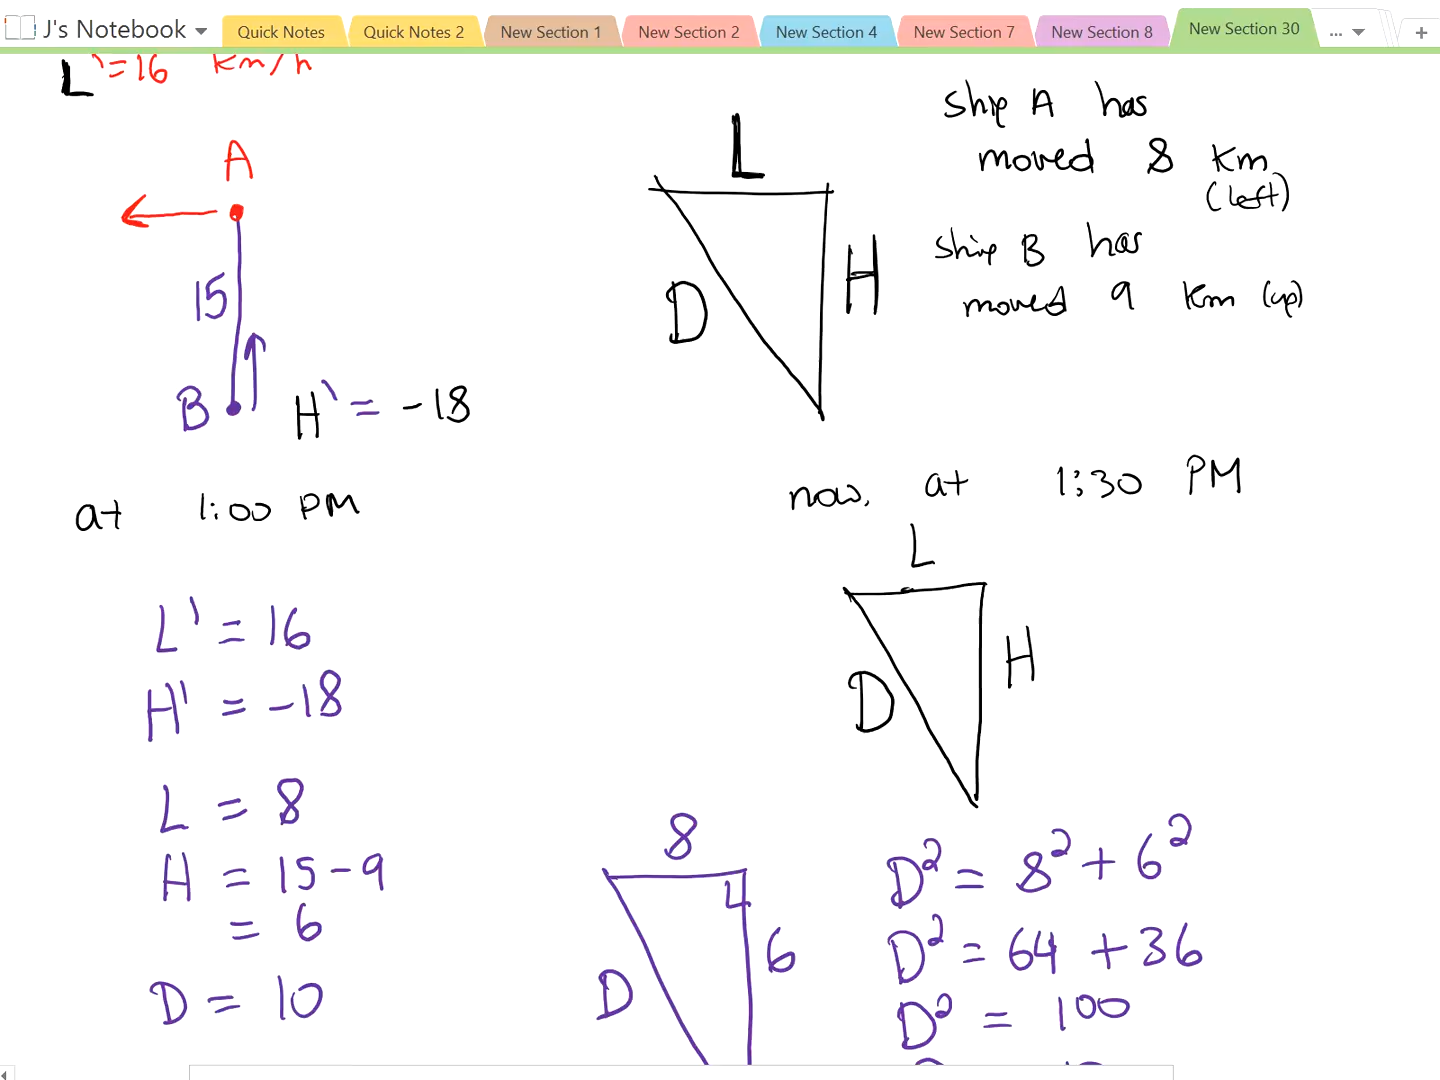 J's Notebook
Quick Notes
Quick Notes 2
New Section 1
New Section 2
New Section 4
New Section 7
New Section 8
New Section 30
...
+
L'=16 km/h
A
15
B
H' = -18
at 1:00 PM
L
D
H
Ship A has
moved 8 km
(left)
Ship B has
moved 9 km (up)
now, at 1:30 PM
L
D
H
L' = 16
H' = -18
L = 8
H = 15-9
= 6
D = 10
8
6
D
D² = 8² + 6²
D² = 64 + 36
D² = 100